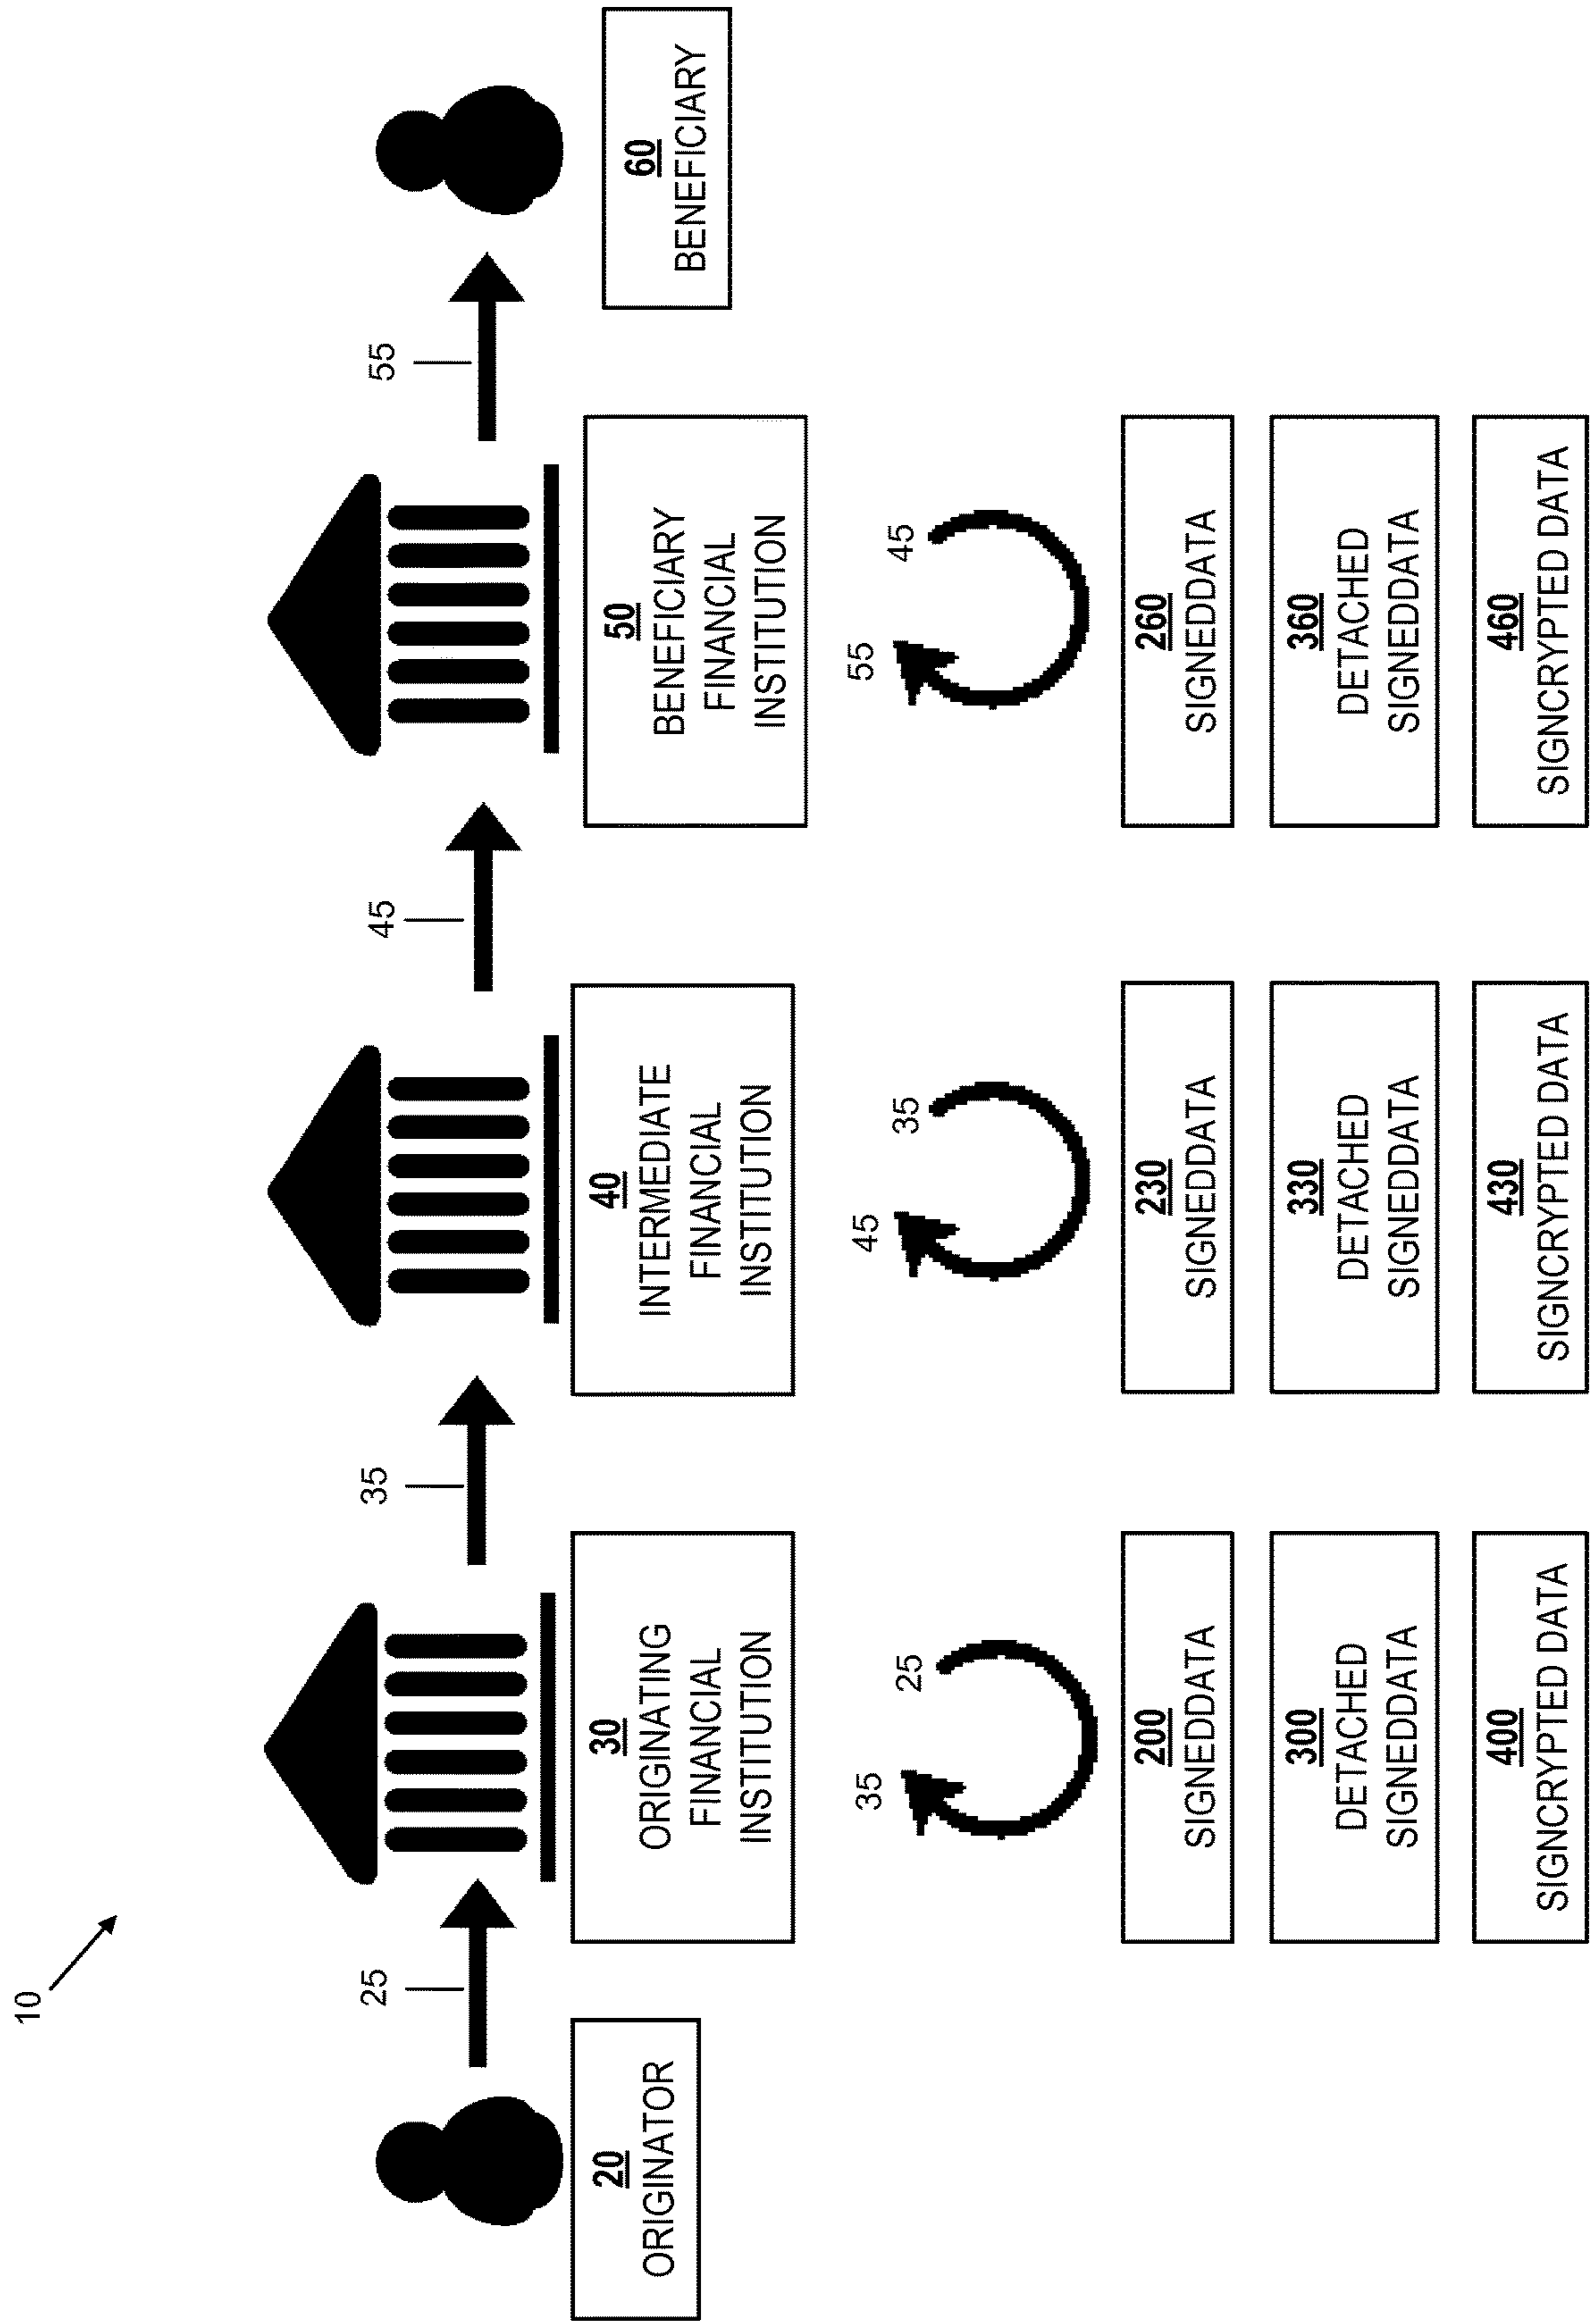 10
25
35
45
55
20
ORIGINATOR
30
ORIGINATING
FINANCIAL
INSTITUTION
40
INTERMEDIATE
FINANCIAL
INSTITUTION
50
BENEFICIARY
FINANCIAL
INSTITUTION
60
BENEFICIARY
35
25
45
35
55
45
200
SIGNEDDATA
230
SIGNEDDATA
260
SIGNEDDATA
300
DETACHED
SIGNEDDATA
330
DETACHED
SIGNEDDATA
360
DETACHED
SIGNEDDATA
400
SIGNCRYPTED DATA
430
SIGNCRYPTED DATA
460
SIGNCRYPTED DATA